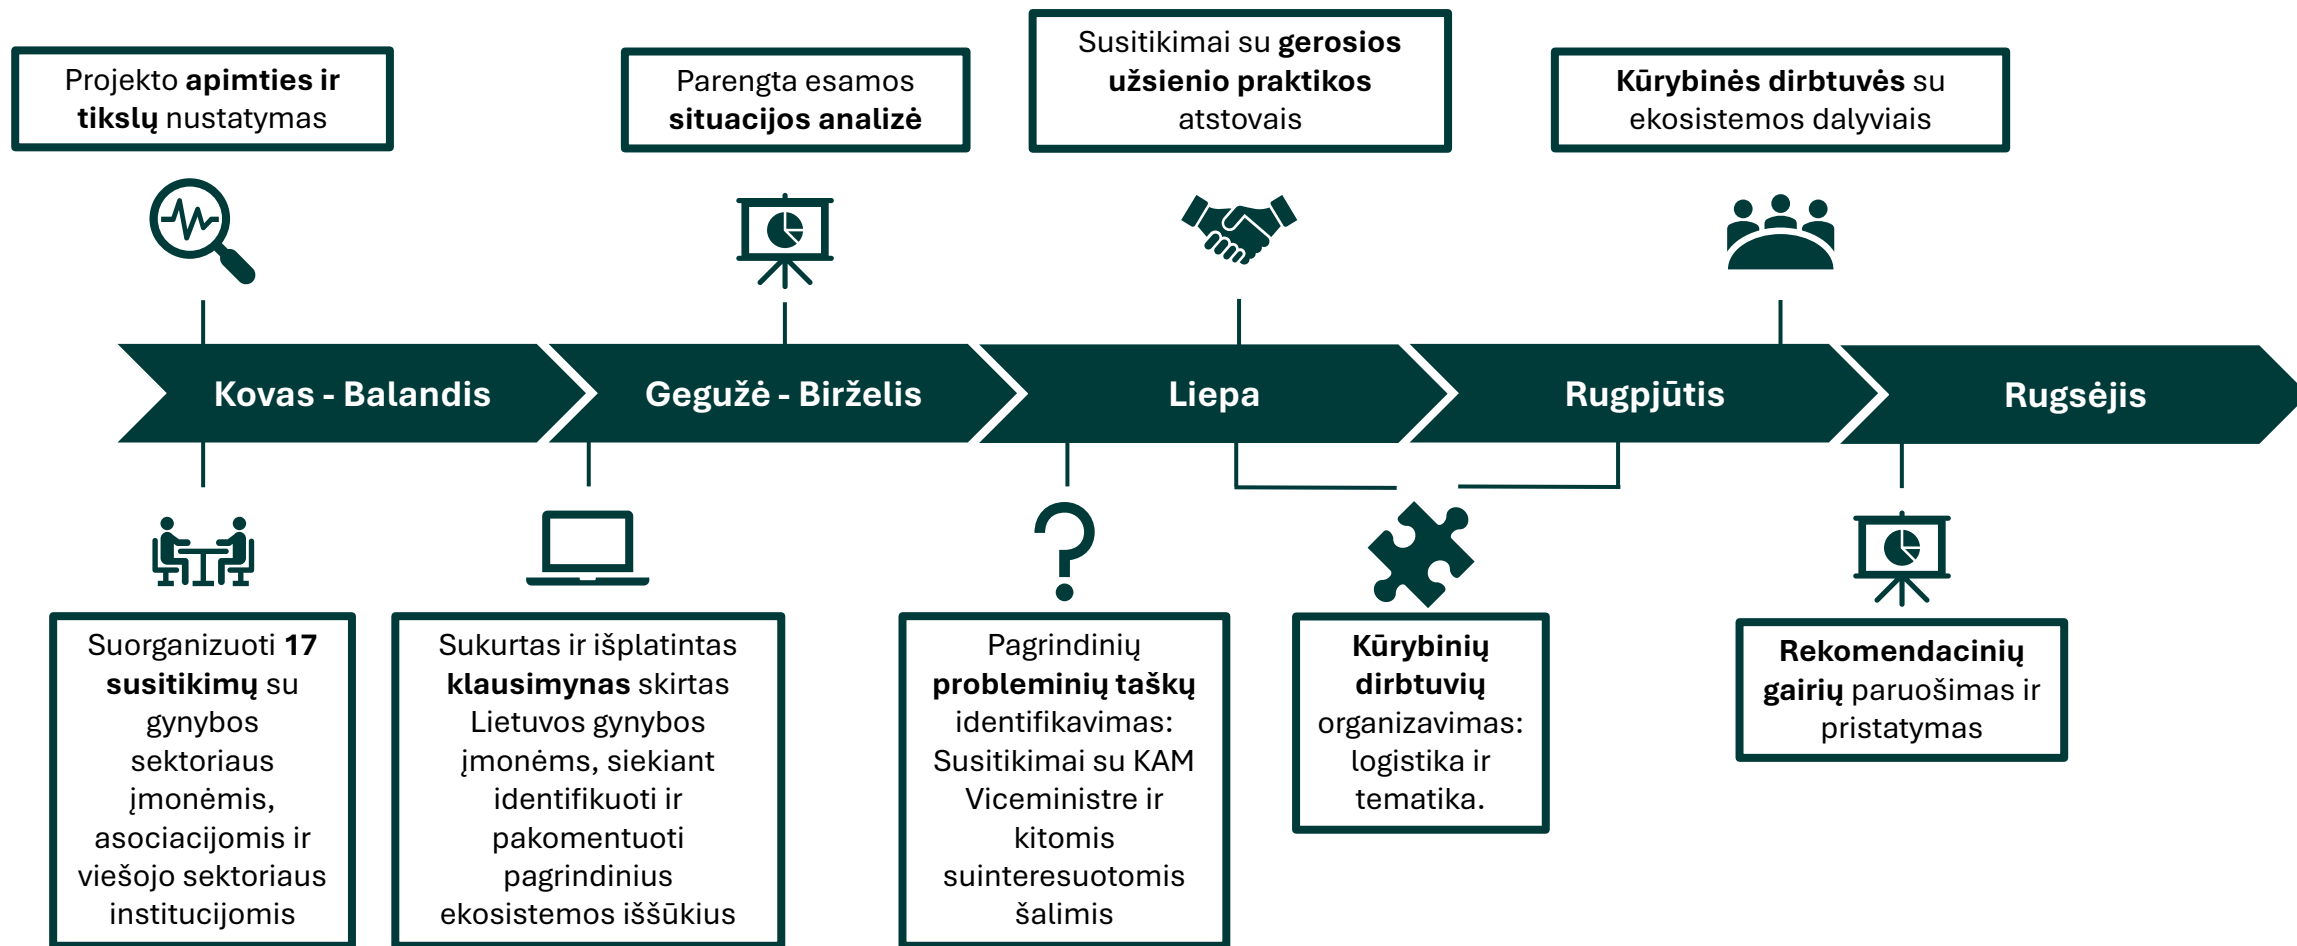 Projekto apimties ir
tikslų nustatymas
Parengta esamos
situacijos analizė
Susitikimai su gerosios
užsienio praktikos
atstovais
Kūrybinės dirbtuvės su
ekosistemos dalyviais
Kovas - Balandis
Gegužė - Birželis
Liepa
Rugpjūtis
Rugsėjis
Suorganizuoti 17
susitikimų su
gynybos
sektoriaus
įmonėmis,
asociacijomis ir
viešojo sektoriaus
institucijomis
Sukurtas ir išplatintas
klausimynas skirtas
Lietuvos gynybos
įmonėms, siekiant
identifikuoti ir
pakomentuoti
pagrindinius
ekosistemos iššūkius
Pagrindinių
probleminių taškų
identifikavimas:
Susitikimai su KAM
Viceministre ir
kitomis
suinteresuotomis
šalimis
Kūrybinių
dirbtuvių
organizavimas:
logistika ir
tematika.
Rekomendacinių
gairių paruošimas ir
pristatymas